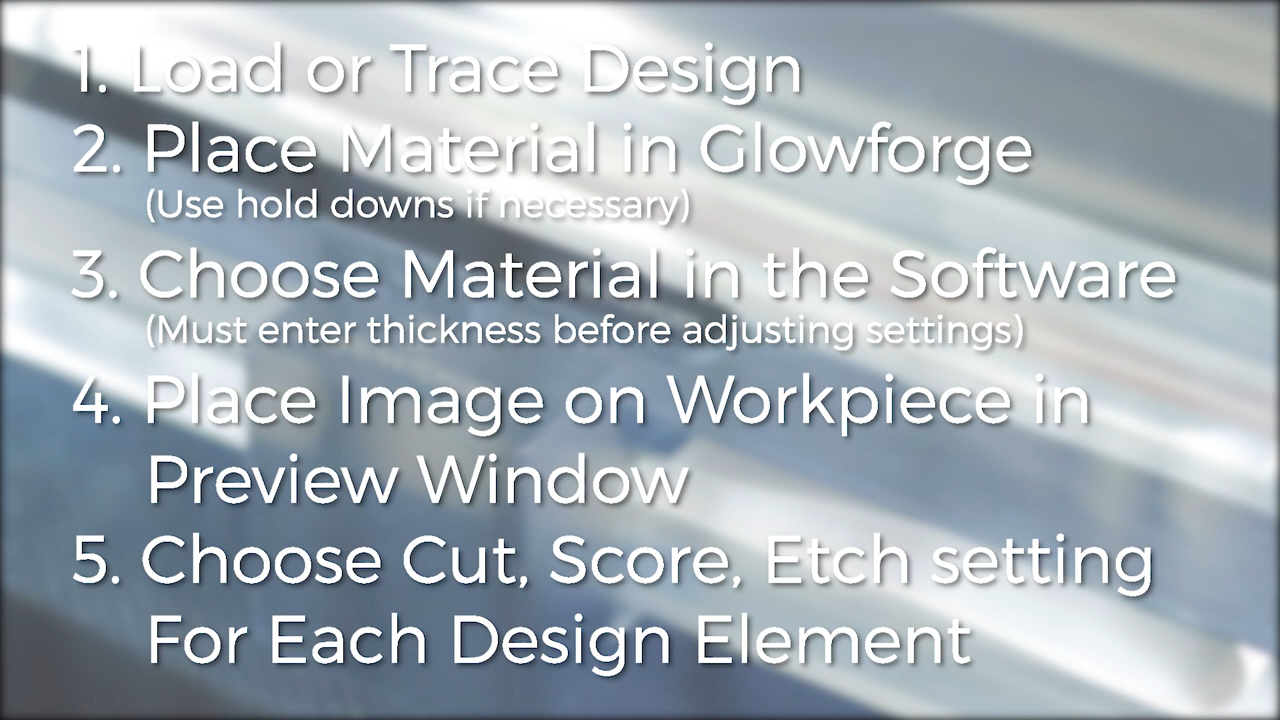 1. Load or Trace Design
2. Place Material in Glowforge
(Use hold downs if necessary)
3. Choose Material in the Software
(Must enter thickness before adjusting settings)
4. Place Image on Workpiece in
Preview Window
5. Choose Cut, Score, Etch setting
For Each Design Element